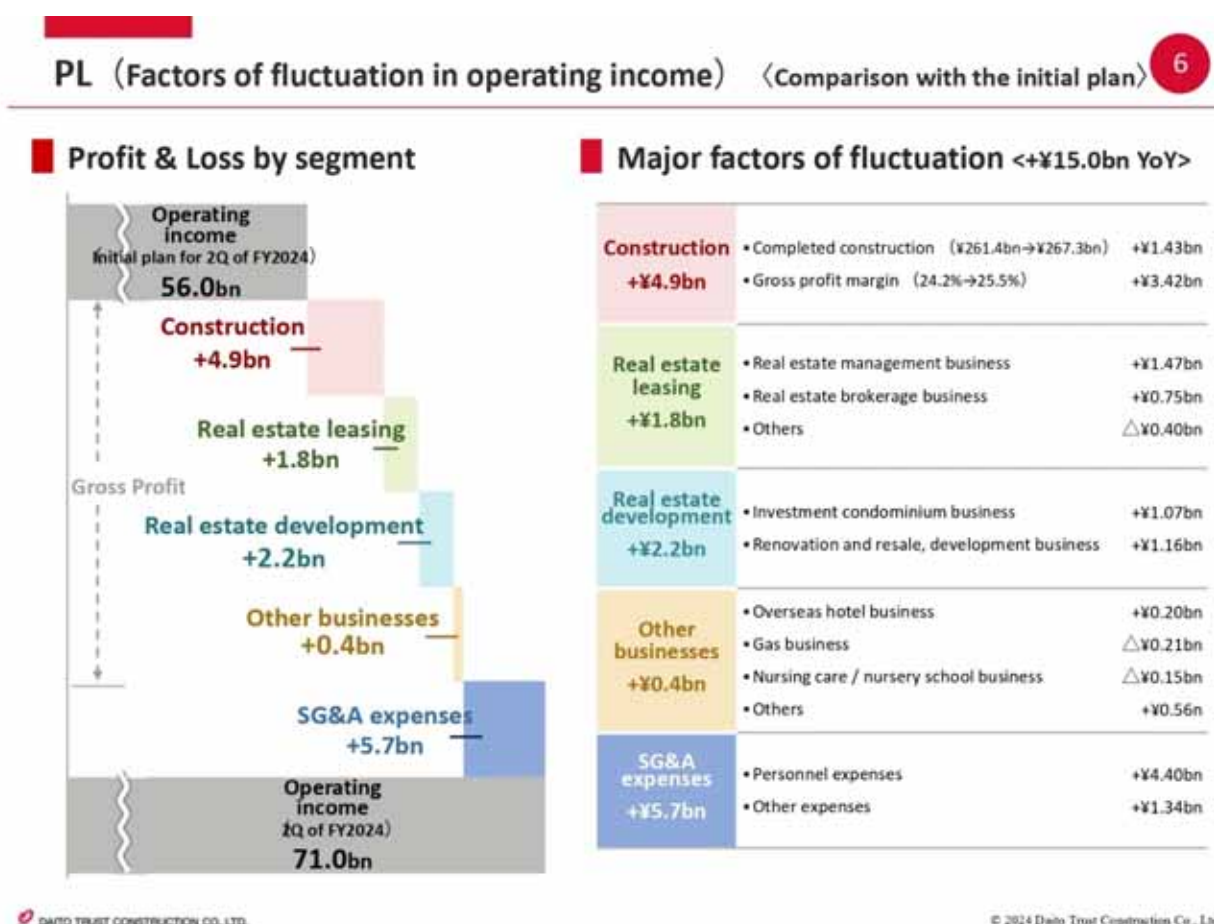 PL（Factors of fluctuation in operating income）〈Comparison with the initial plan〉
6
Profit & Loss by segment
Operating
income
（Initial plan for 2Q of FY2024）
56.0bn
Construction
+4.9bn
Real estate leasing
+1.8bn
Gross Profit
Real estate development
+2.2bn
Other businesses
+0.4bn
SG&A expenses
+5.7bn
Operating
income
（2Q of FY2024）
71.0bn
Major factors of fluctuation <+¥15.0bn YoY>
Construction
+¥4.9bn
•Completed construction （¥261.4bn→¥267.3bn） +¥1.43bn
•Gross profit margin （24.2%→25.5%） +¥3.42bn
Real estate
leasing
+¥1.8bn
•Real estate management business +¥1.47bn
•Real estate brokerage business +¥0.75bn
•Others △¥0.40bn
Real estate
development
+¥2.2bn
•Investment condominium business +¥1.07bn
•Renovation and resale, development business +¥1.16bn
Other
businesses
+¥0.4bn
•Overseas hotel business +¥0.20bn
•Gas business △¥0.21bn
•Nursing care / nursery school business △¥0.15bn
•Others +¥0.56n
SG&A
expenses
+¥5.7bn
•Personnel expenses +¥4.40bn
•Other expenses +¥1.34bn
DAITO TRUST CONSTRUCTION CO.,LTD.
© 2024 Daito Trust Construction Co., Lt